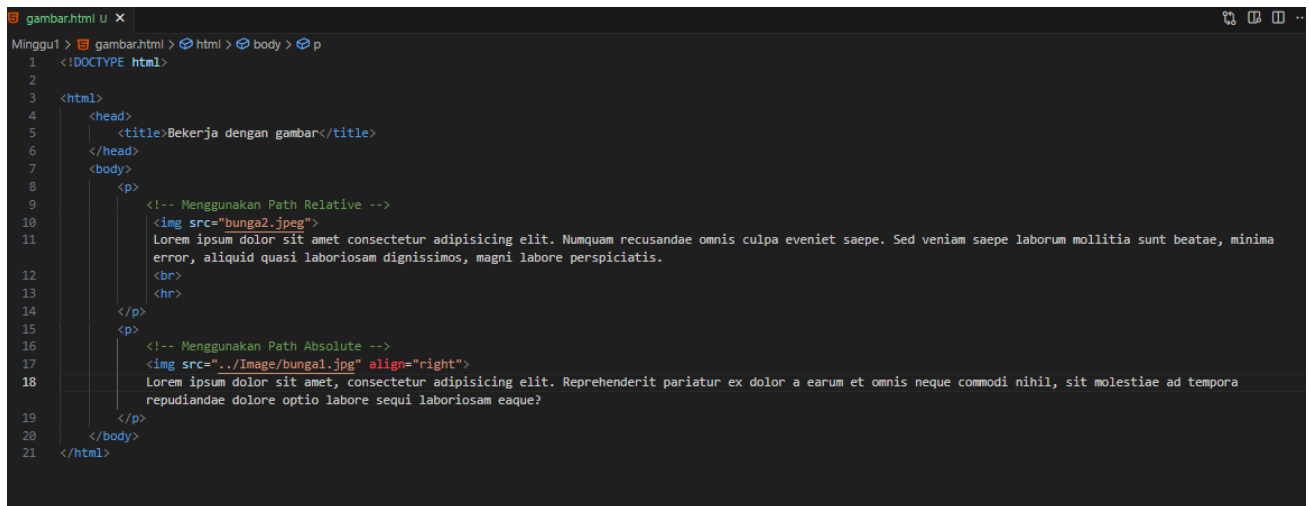 gambar.html U ×
Minggu1 > gambar.html > html > body > p
1 <!DOCTYPE html>
2
3 <html>
4 <head>
5 <title>Bekerja dengan gambar</title>
6 </head>
7 <body>
8 <p>
9 <!-- Menggunakan Path Relative -->
10 <img src="bunga2.jpeg">
11 Lorem ipsum dolor sit amet consectetur adipisicing elit. Numquam recusandae omnis culpa eveniet saepe. Sed veniam saepe laborum mollitia sunt beatae, minima
error, aliquid quasi laboriosam dignissimos, magni labore perspiciatis.
12 <br>
13 <hr>
14 </p>
15 <p>
16 <!-- Menggunakan Path Absolute -->
17 <img src="../Image/bunga1.jpg" align="right">
18 Lorem ipsum dolor sit amet, consectetur adipisicing elit. Reprehenderit pariatur ex dolor a earum et omnis neque commodi nihil, sit molestiae ad tempora
repudiandae dolore optio labore sequi laboriosam eaque?
19 </p>
20 </body>
21 </html>